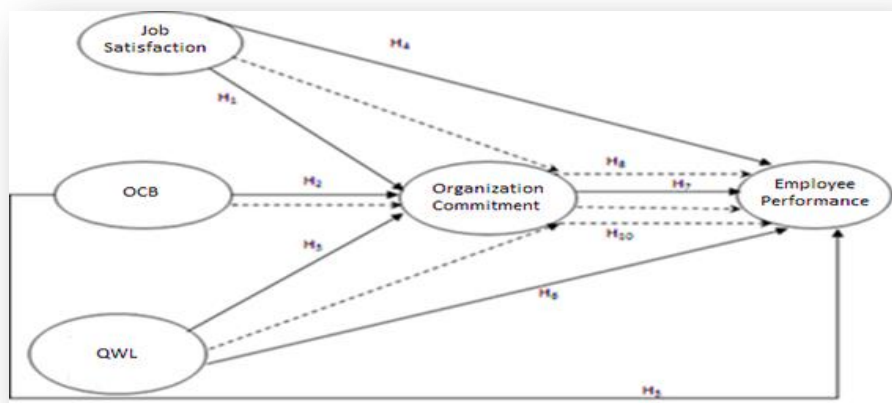 Job
Satisfaction
H₄
H₁
OCB
H₂
Organization
Commitment
H₈
H₇
Employee
Performance
H₃
H₁₀
H₆
QWL
H₅